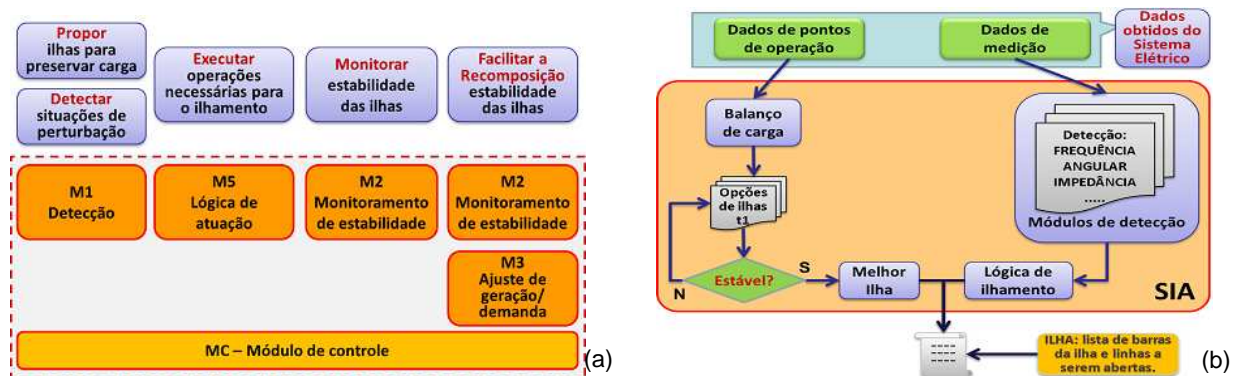 Propor
ilhas para
preservar carga
Detectar
situações de
perturbação
Executar
operações
necessárias para
o ilhamento
Monitorar
estabilidade
das ilhas
Facilitar a
Recomposição
estabilidade
das ilhas
M1
Detecção
M5
Lógica de
atuação
M2
Monitoramento
de estabilidade
M2
Monitoramento
de estabilidade
M3
Ajuste de
geração/
demanda
MC – Módulo de controle
(a)
Dados de pontos
de operação
Dados de
medição
Dados
obtidos do
Sistema
Elétrico
Balanço
de carga
Opções
de ilhas
t1
Estável?
N
S
Melhor
Ilha
Lógica de
ilhamento
Detecção:
FREQUÊNCIA
ANGULAR
IMPEDÂNCIA
.....
Módulos de detecção
SIA
ILHA: lista de barras
da ilha e linhas a
serem abertas.
(b)